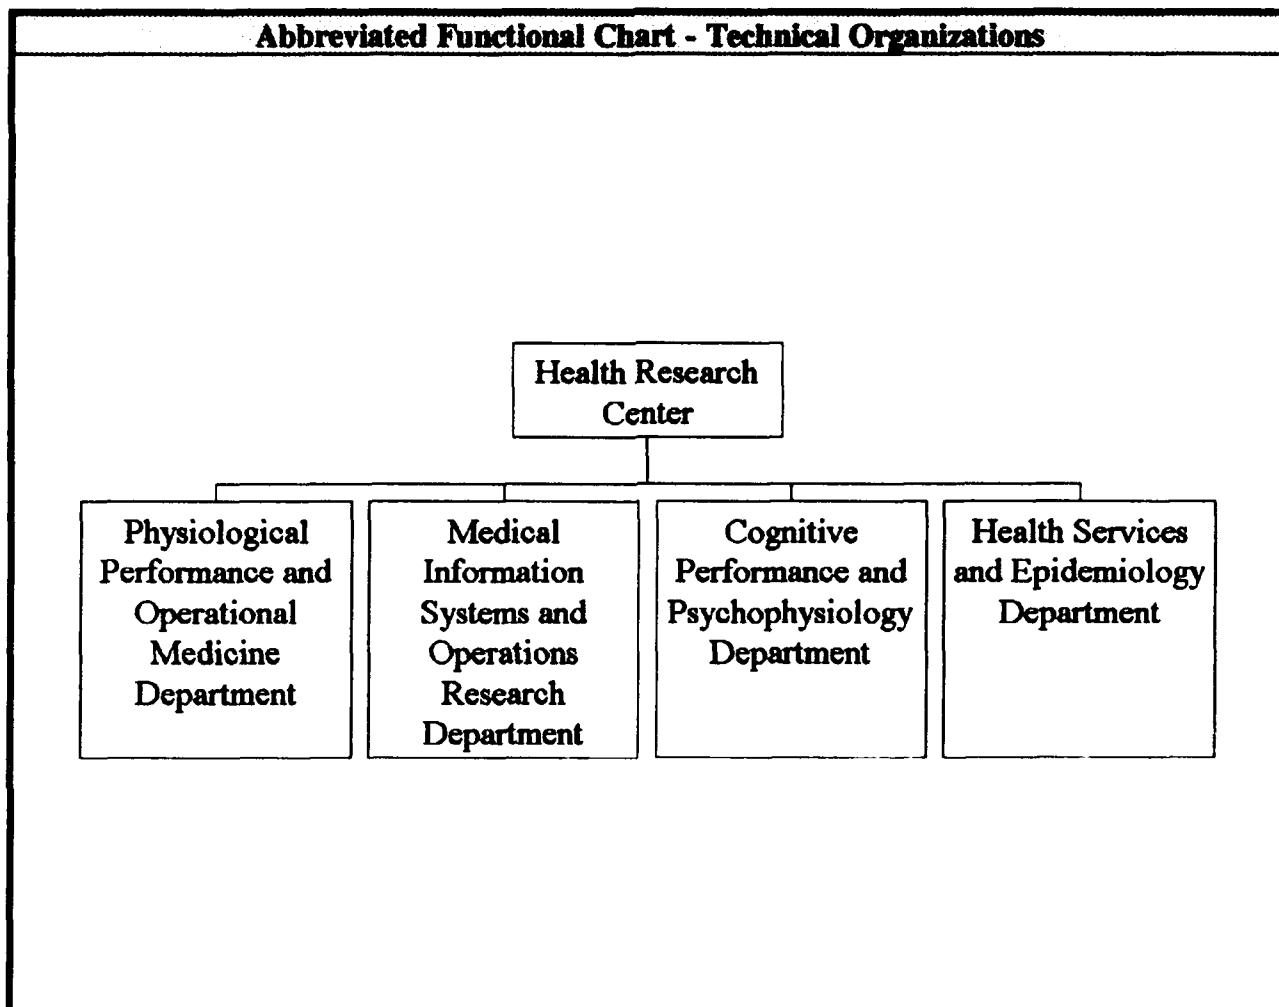 Abbreviated Functional Chart - Technical Organizations
Health Research
Center
Physiological
Performance and
Operational
Medicine
Department
Medical
Information
Systems and
Operations
Research
Department
Cognitive
Performance and
Psychophysiology
Department
Health Services
and Epidemiology
Department